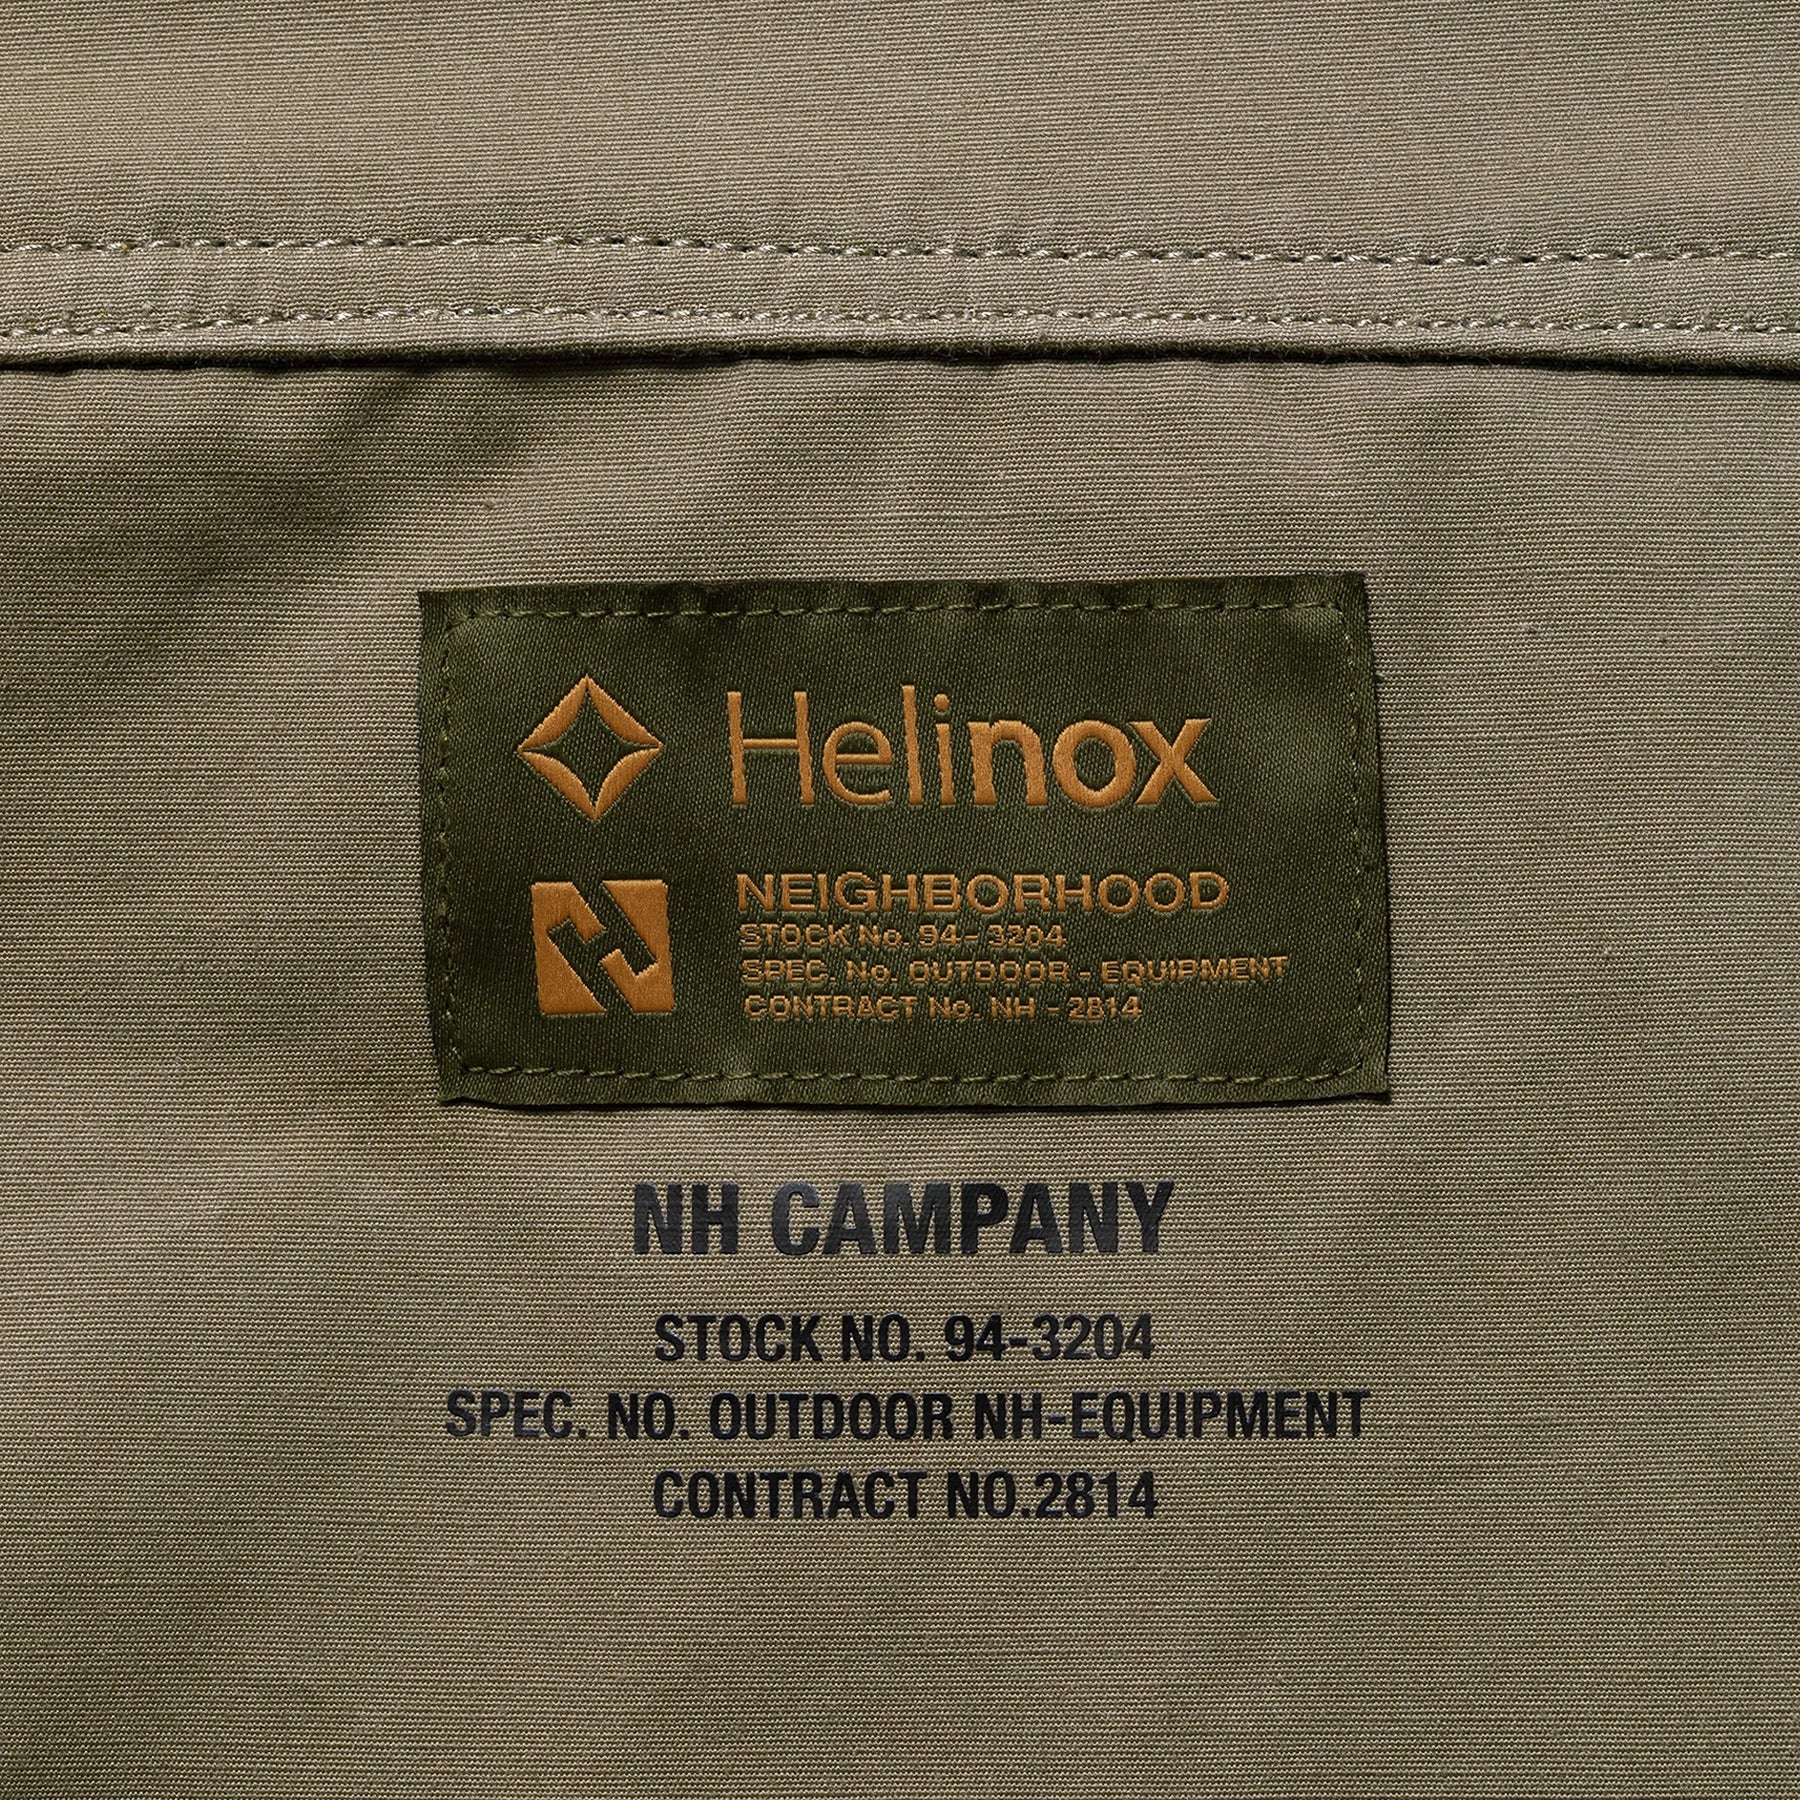 Helinox
NEIGHBORHOOD
STOCK No. 94 - 3204
SPEC. No. OUTDOOR - EQUIPMENT
CONTRACT No. NH - 2814
NH CAMPANY
STOCK NO. 94-3204
SPEC. NO. OUTDOOR NH-EQUIPMENT
CONTRACT NO.2814